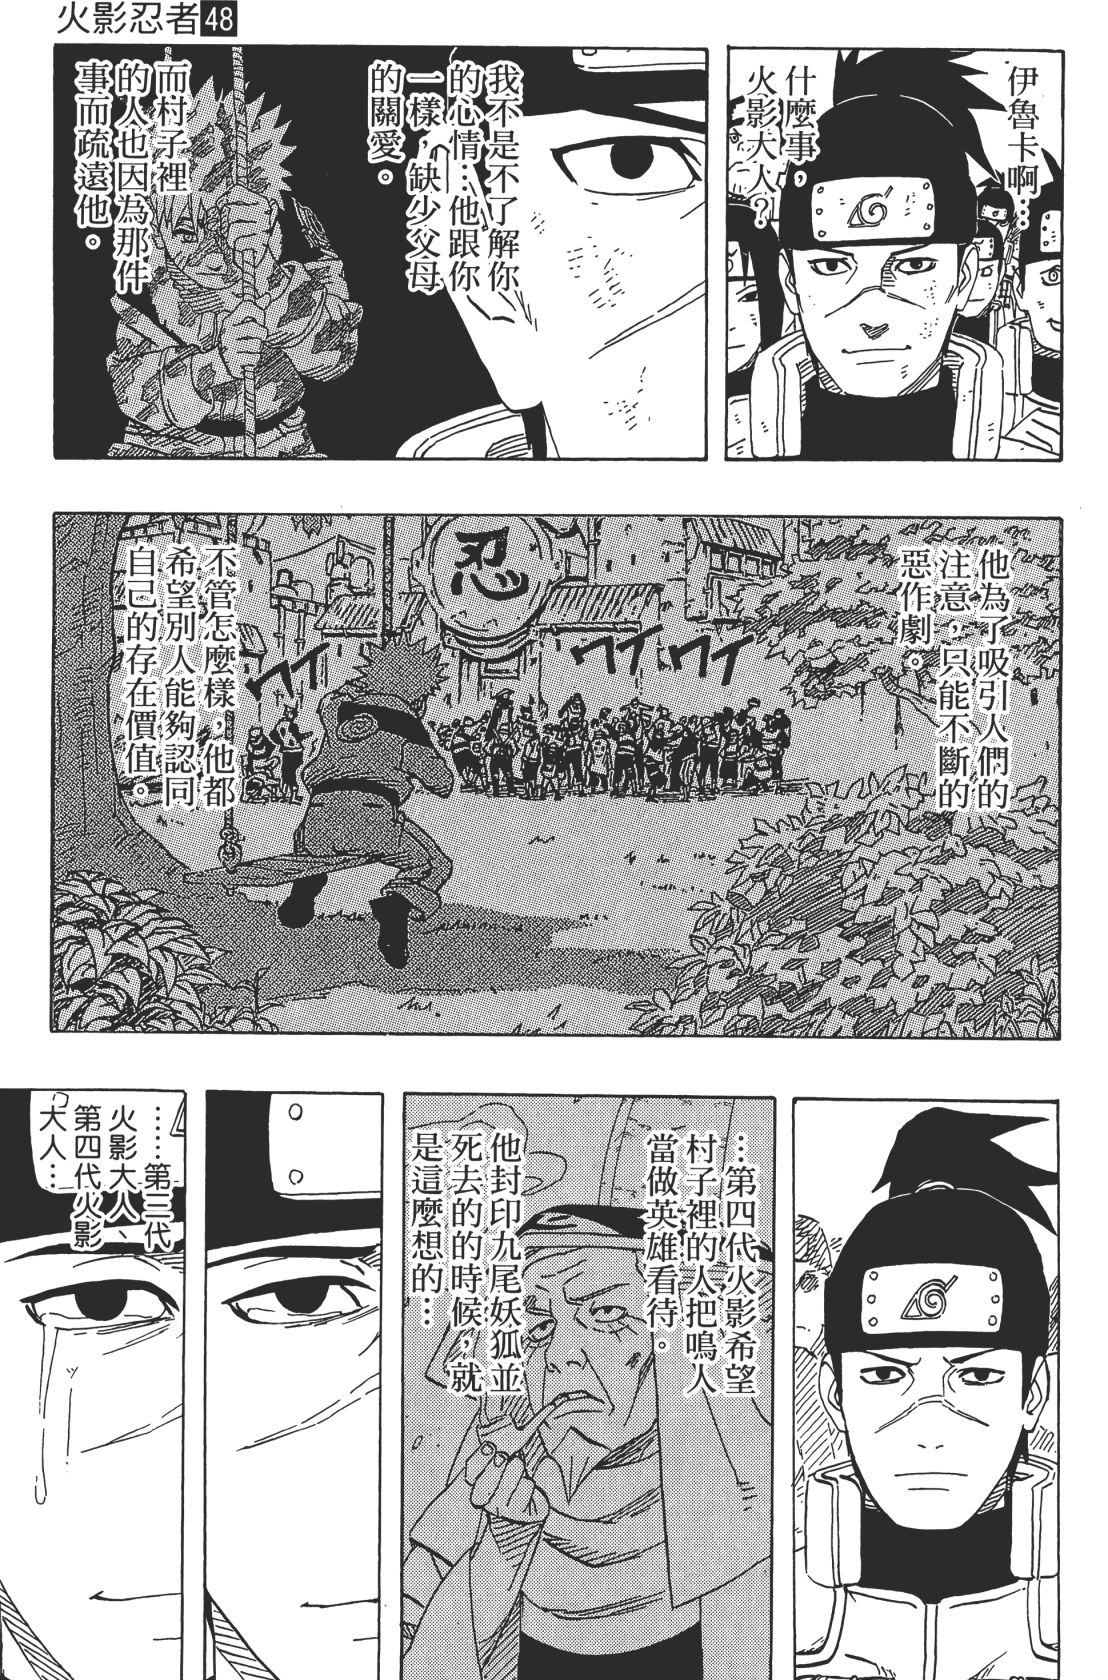 火影忍者48
伊魯卡啊…
什麼事，
火影大人？
我不是不了解你
的心情…他跟你
一樣，缺少父母
的關愛。
而村子裡
的人也因為那件
事而疏遠他。
他為了吸引人們的
注意，只能不斷的
惡作劇。
忍
ワイ
ワイ
ワイ
不管怎麼樣，他都
希望別人能夠認同
自己的存在價值。
…第四代火影希望
村子裡的人把鳴人
當做英雄看待。
他封印九尾妖狐並
死去的的時候，就
是這麼想的…
……第三代
火影大人、
第四代火影
大人…